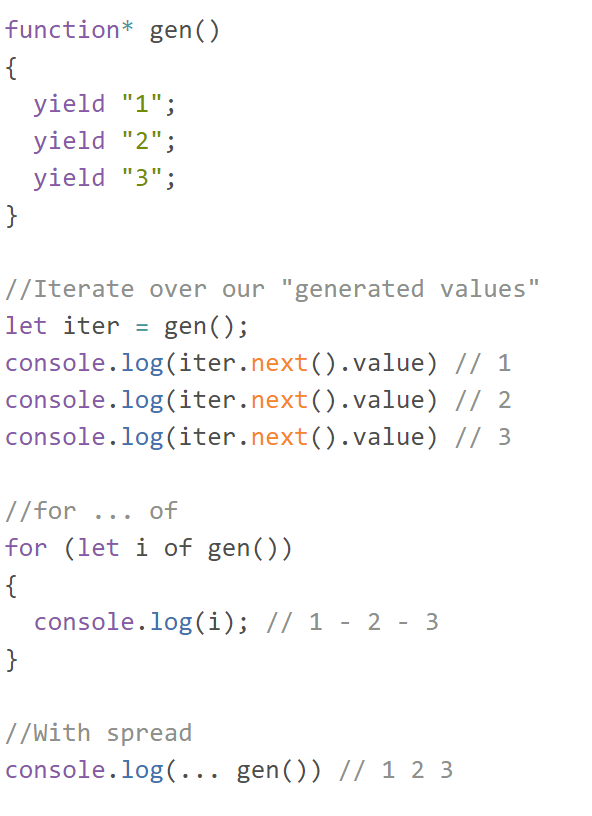 function* gen()
{
  yield "1";
  yield "2";
  yield "3";
}

//Iterate over our "generated values"
let iter = gen();
console.log(iter.next().value) // 1
console.log(iter.next().value) // 2
console.log(iter.next().value) // 3

//for ... of
for (let i of gen())
{
  console.log(i); // 1 - 2 - 3
}

//With spread
console.log(... gen()) // 1 2 3